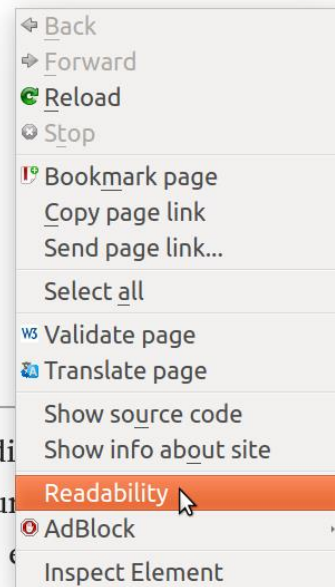 Back
Forward
Reload
Stop
Bookmark page
Copy page link
Send page link...
Select all
Validate page
Translate page
Show source code
Show info about site
Readability
AdBlock
Inspect Element